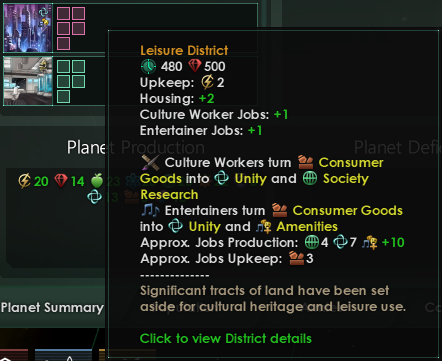 Leisure District
480 500
Upkeep: 2
Housing: +2
Culture Worker Jobs: +1
Entertainer Jobs: +1
Planet Production
Planet Defi
Culture Workers turn Consumer
Goods into Unity and Society
Research
20 14 23
Entertainers turn Consumer Goods
into Unity and Amenities
Approx. Jobs Production: 4 7 +10
Approx. Jobs Upkeep: 3
--------------
Significant tracts of land have been set
aside for cultural heritage and leisure use.
Planet Summary
Click to view District details